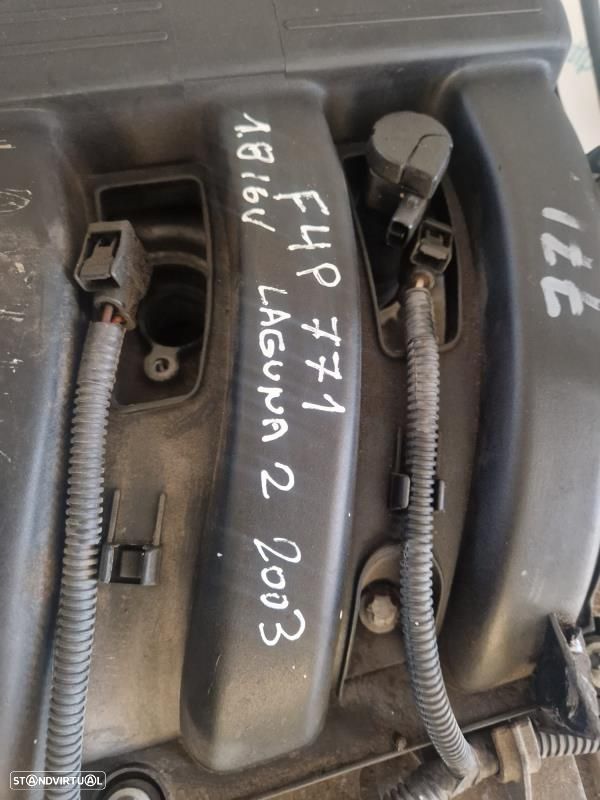 1.8 16V
F4P 771
LAGUNA 2 2003
771
STANDVIRTUAL